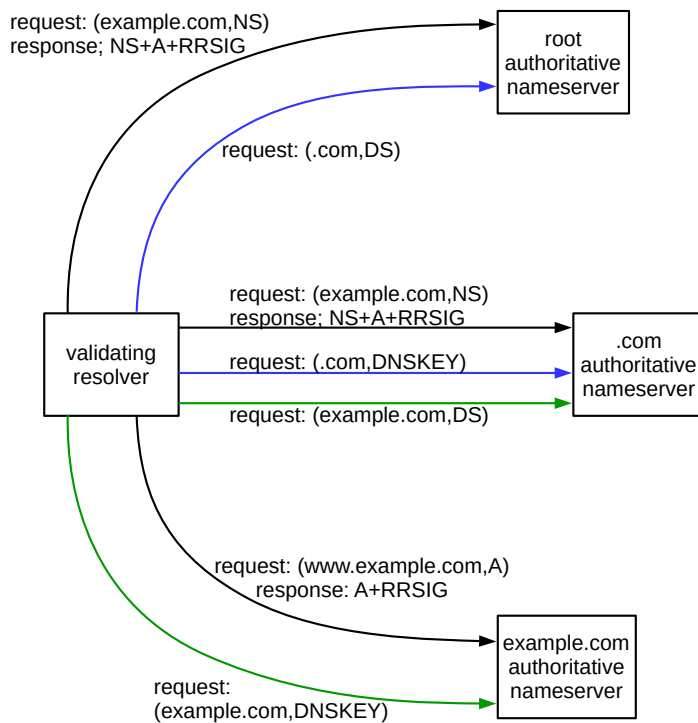 request: (example.com,NS)
response; NS+A+RRSIG
root
authoritative
nameserver
request: (.com,DS)
request: (example.com,NS)
response; NS+A+RRSIG
validating
resolver
.com
authoritative
nameserver
request: (.com,DNSKEY)
request: (example.com,DS)
request: (www.example.com,A)
response: A+RRSIG
example.com
authoritative
nameserver
request:
(example.com,DNSKEY)